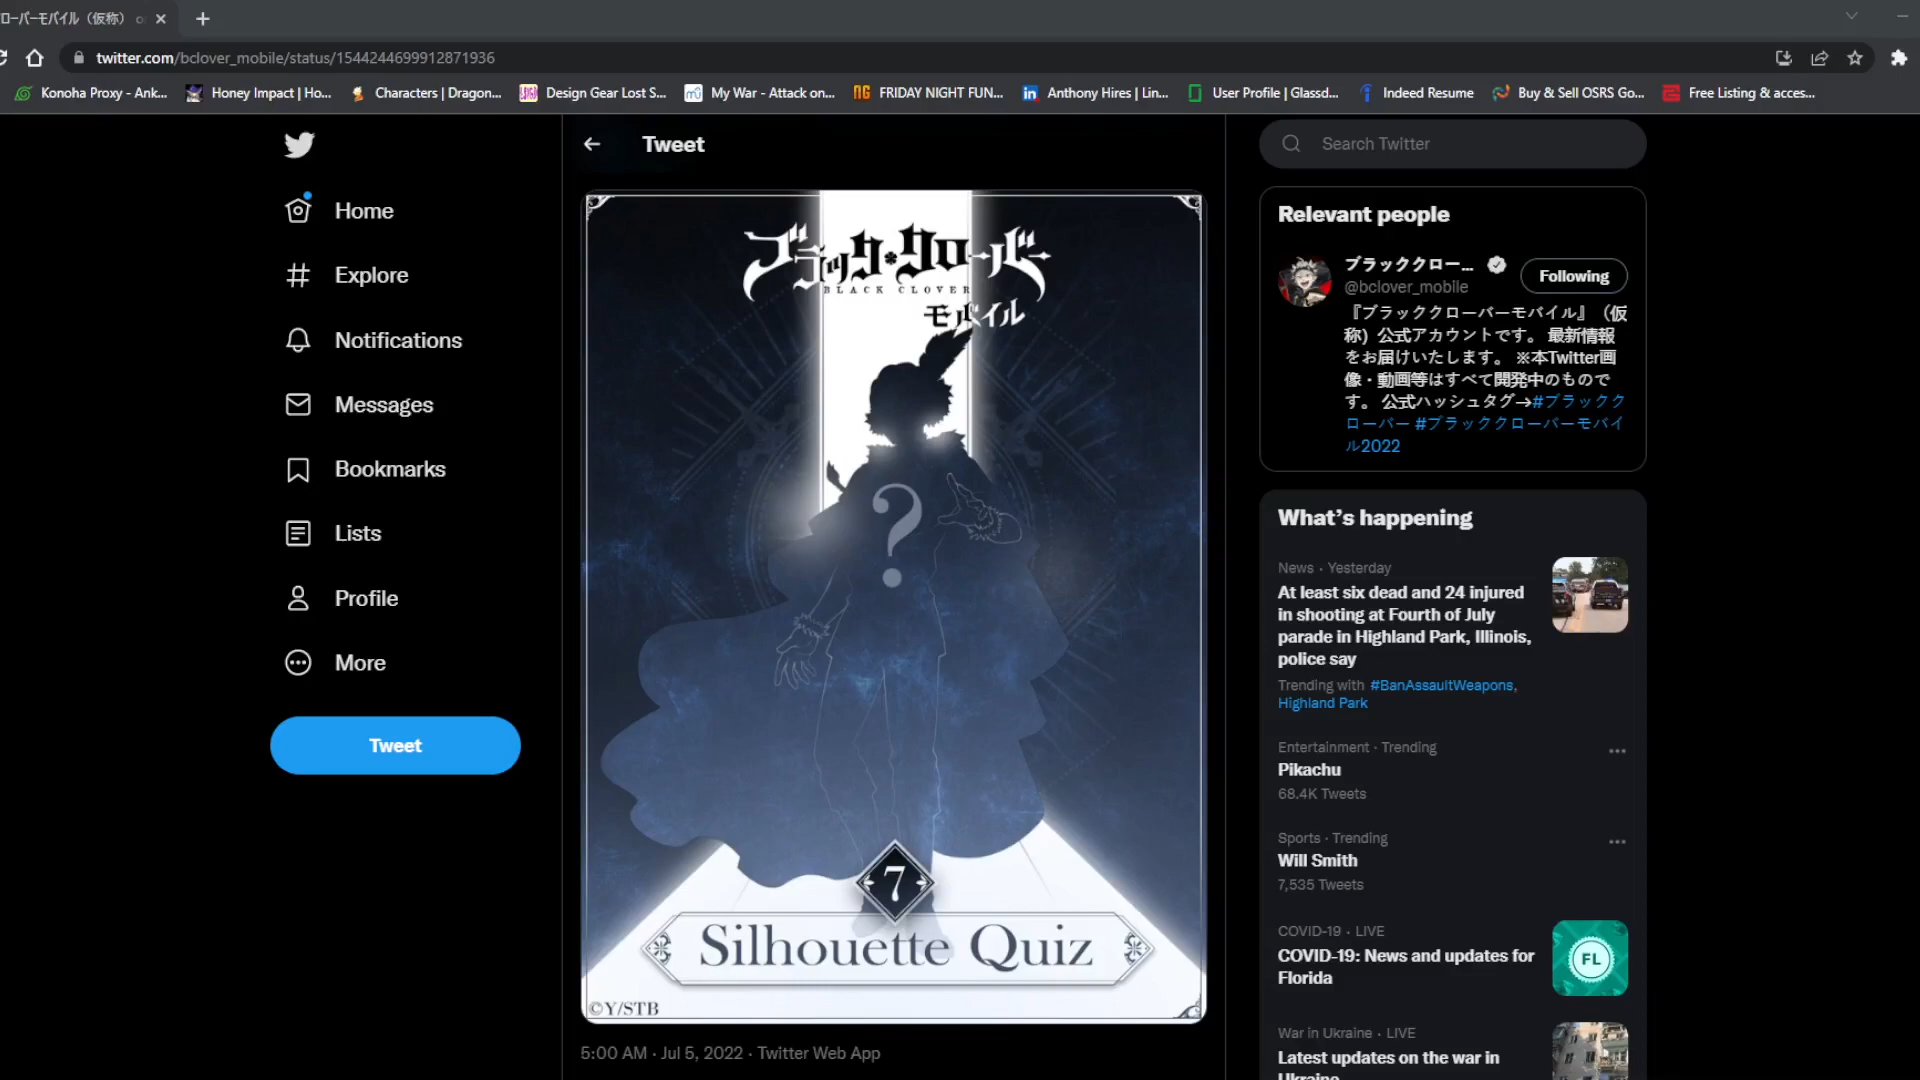 ローバーモバイル（仮称）
twitter.com/bclover_mobile/status/1544244699912871936
Konoha Proxy - Ank...
Honey Impact | Ho...
Characters | Dragon...
Design Gear Lost S...
My War - Attack on...
FRIDAY NIGHT FUN...
Anthony Hires | Lin...
User Profile | Glassd...
Indeed Resume
Buy & Sell OSRS Go...
Free Listing & acces...
Home
Explore
Notifications
Messages
Bookmarks
Lists
Profile
More
Tweet
Tweet
ブラッククローバー
BLACK CLOVER
モバイル
?
7
Silhouette Quiz
©Y/STB
5:00 AM · Jul 5, 2022 · Twitter Web App
Search Twitter
Relevant people
ブラッククロー...
Following
@bclover_mobile
『ブラッククローバーモバイル』（仮
称）公式アカウントです。 最新情報
をお届けいたします。 ※本Twitter画
像・動画等はすべて開発中のもので
す。 公式ハッシュタグ→#ブラックク
ローバー #ブラッククローバーモバイ
ル2022
What's happening
News · Yesterday
At least six dead and 24 injured
in shooting at Fourth of July
parade in Highland Park, Illinois,
police say
Trending with #BanAssaultWeapons,
Highland Park
Entertainment · Trending
Pikachu
68.4K Tweets
Sports · Trending
Will Smith
7,535 Tweets
COVID-19 · LIVE
COVID-19: News and updates for
Florida
FL
War in Ukraine · LIVE
Latest updates on the war in
Ukraine